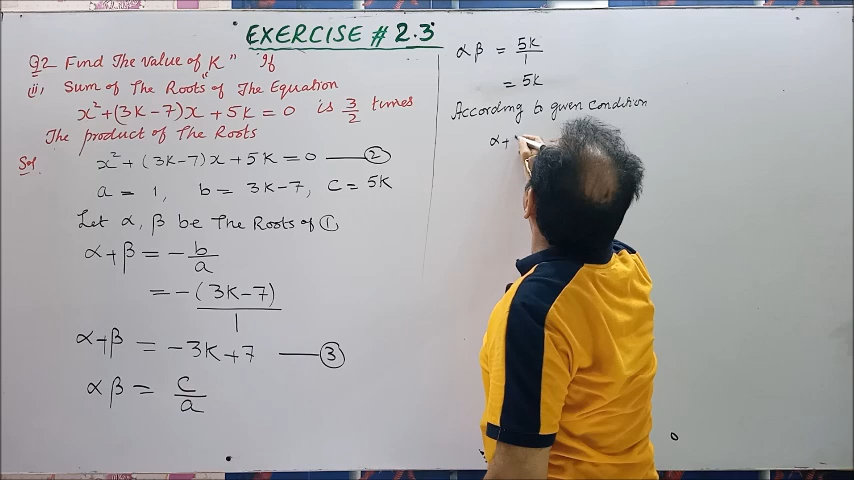 EXERCISE # 2.3
Q2 Find The value of "K" If
(ii) Sum of The Roots of The Equation
x² + (3K − 7)x + 5K = 0 is 3/2 times
The product of The Roots
Sol
x² + (3K − 7)x + 5K = 0 —— ②
a = 1, b = 3K − 7, c = 5K
Let α, β be The Roots of ①
α + β = − b/a
= − (3K − 7)/1
α + β = −3K + 7 —— ③
α β = c/a
α β = 5K/1
= 5K
According to given condition
α +